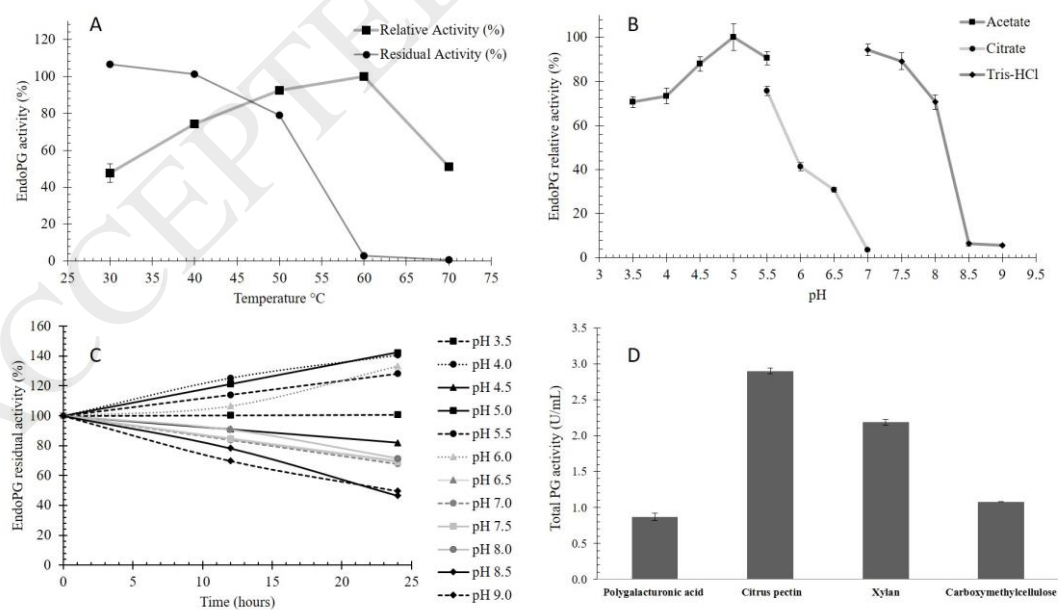 A
Relative Activity (%)
Residual Activity (%)
EndoPG activity (%)
120
100
80
60
40
20
0
25 30 35 40 45 50 55 60 65 70 75
Temperature °C
B
Acetate
Citrate
Tris-HCl
EndoPG relative activity (%)
100
80
60
40
20
0
3 3.5 4 4.5 5 5.5 6 6.5 7 7.5 8 8.5 9 9.5
pH
C
EndoPG residual activity (%)
160
140
120
100
80
60
40
20
0
0 5 10 15 20 25
Time (hours)
pH 3.5
pH 4.0
pH 4.5
pH 5.0
pH 5.5
pH 6.0
pH 6.5
pH 7.0
pH 7.5
pH 8.0
pH 8.5
pH 9.0
D
Total PG activity (U/mL)
3.5
3.0
2.5
2.0
1.5
1.0
0.5
0.0
Polygalacturonic acid Citrus pectin Xylan Carboxymethylcellulose
CCEPTE